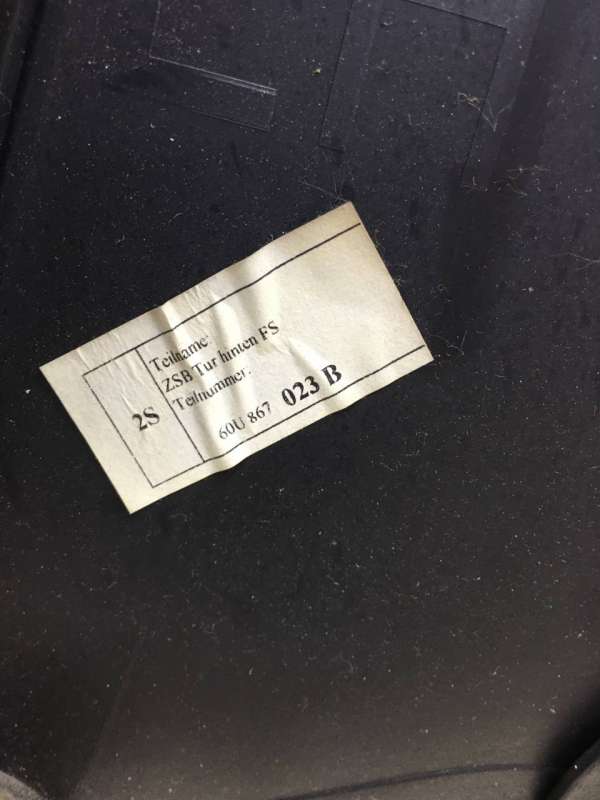 2S
Teilname:
ZSB Tur hinten FS
Teilnummer:
60U 867 023 B